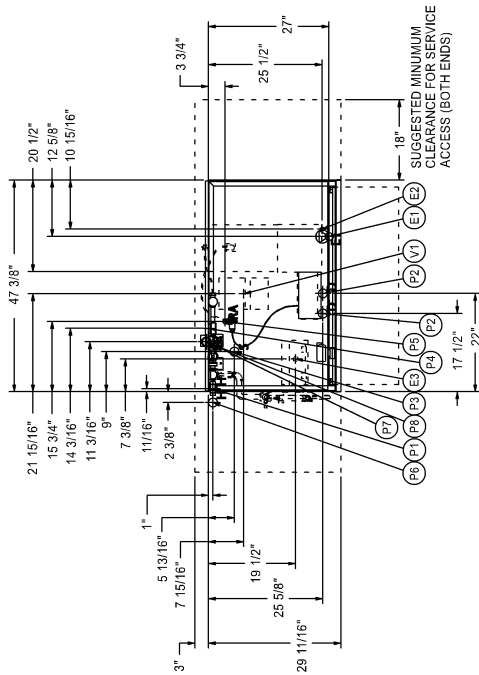 3 3/4"
25 1/2"
27"
20 1/2"
12 5/8"
10 15/16"
47 3/8"
18"
SUGGESTED MINUMUM
CLEARANCE FOR SERVICE
ACCESS (BOTH ENDS)
21 15/16"
15 3/4"
14 3/16"
11 3/16"
9"
7 3/8"
11/16"
2 3/8"
E2
E1
V1
P2
P2
P5
P4
E3
P3
P8
P7
P1
P6
17 1/2"
22"
1"
5 13/16"
7 15/16"
19 1/2"
25 5/8"
3"
29 11/16"